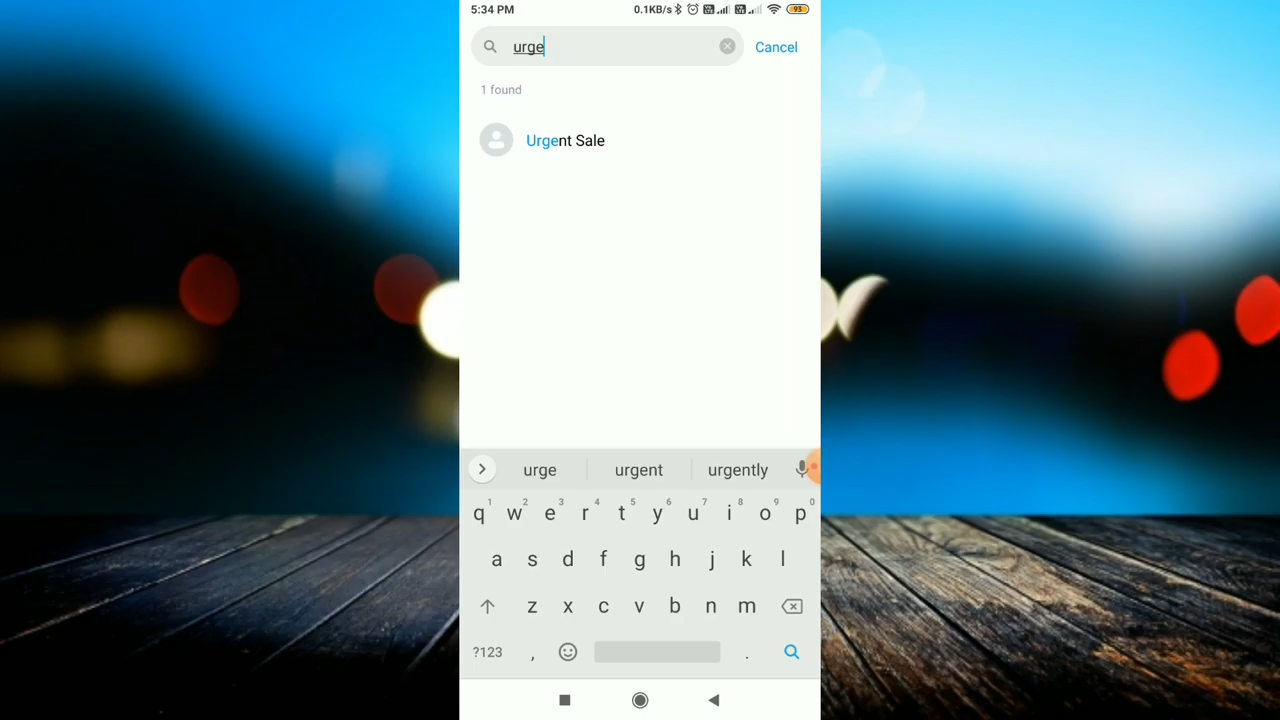 5:34 PM
0.1KB/s
93
urge
Cancel
1 found
Urgent Sale
urge urgent urgently
1 2 3 4 5 6 7 8 9 0
q w e r t y u i o p
a s d f g h j k l
z x c v b n m
?123 , .